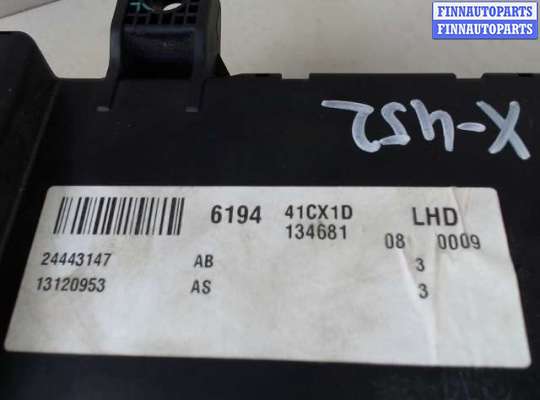 FINNAUTOPARTS
FINNAUTOPARTS
X-452
6194 41CX1D LHD
134681 08 0009
24443147 AB 3
13120953 AS 3